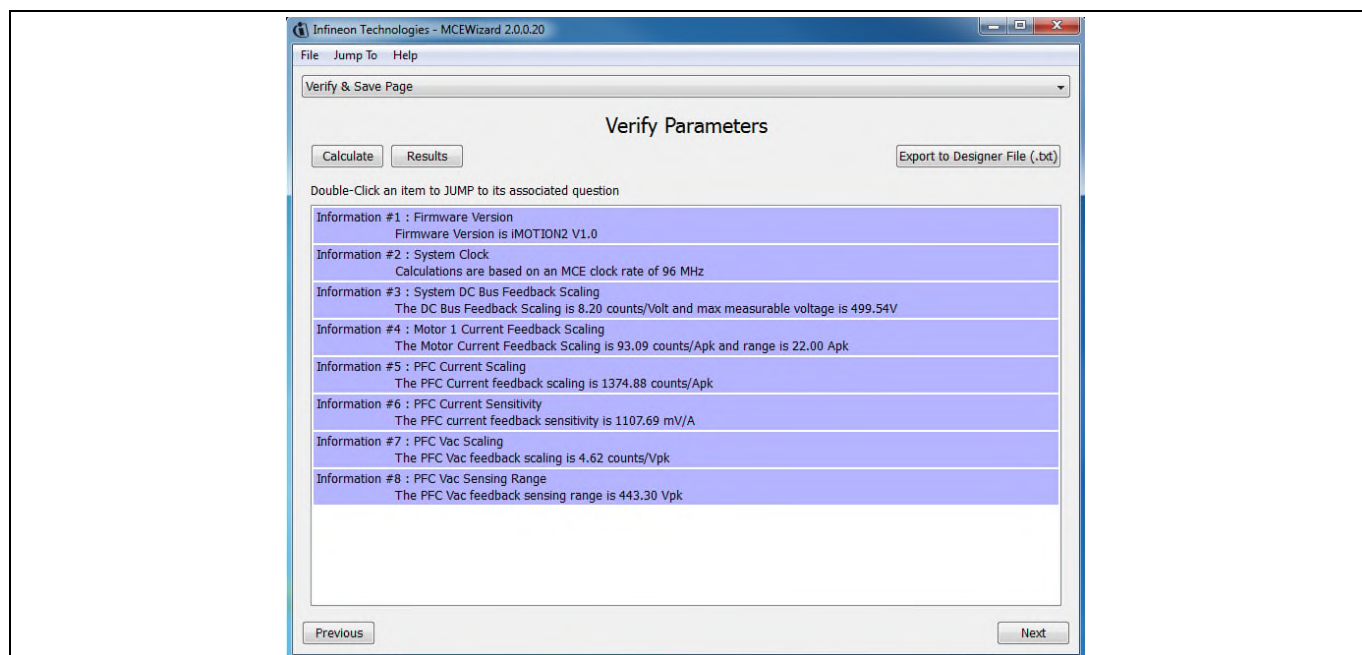 Infineon Technologies - MCEWizard 2.0.0.20
File Jump To Help
Verify & Save Page
Verify Parameters
Calculate Results Export to Designer File (.txt)
Double-Click an item to JUMP to its associated question
Information #1 : Firmware Version
Firmware Version is iMOTION2 V1.0
Information #2 : System Clock
Calculations are based on an MCE clock rate of 96 MHz
Information #3 : System DC Bus Feedback Scaling
The DC Bus Feedback Scaling is 8.20 counts/Volt and max measurable voltage is 499.54V
Information #4 : Motor 1 Current Feedback Scaling
The Motor Current Feedback Scaling is 93.09 counts/Apk and range is 22.00 Apk
Information #5 : PFC Current Scaling
The PFC Current feedback scaling is 1374.88 counts/Apk
Information #6 : PFC Current Sensitivity
The PFC current feedback sensitivity is 1107.69 mV/A
Information #7 : PFC Vac Scaling
The PFC Vac feedback scaling is 4.62 counts/Vpk
Information #8 : PFC Vac Sensing Range
The PFC Vac feedback sensing range is 443.30 Vpk
Previous Next